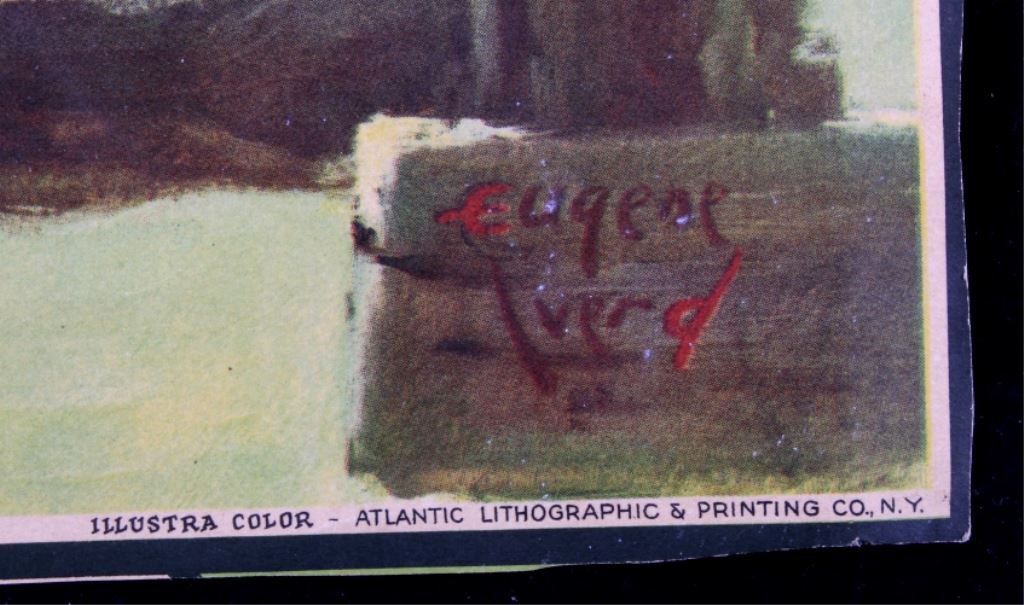 Eugene
Iverd
ILLUSTRA COLOR - ATLANTIC LITHOGRAPHIC & PRINTING CO., N.Y.